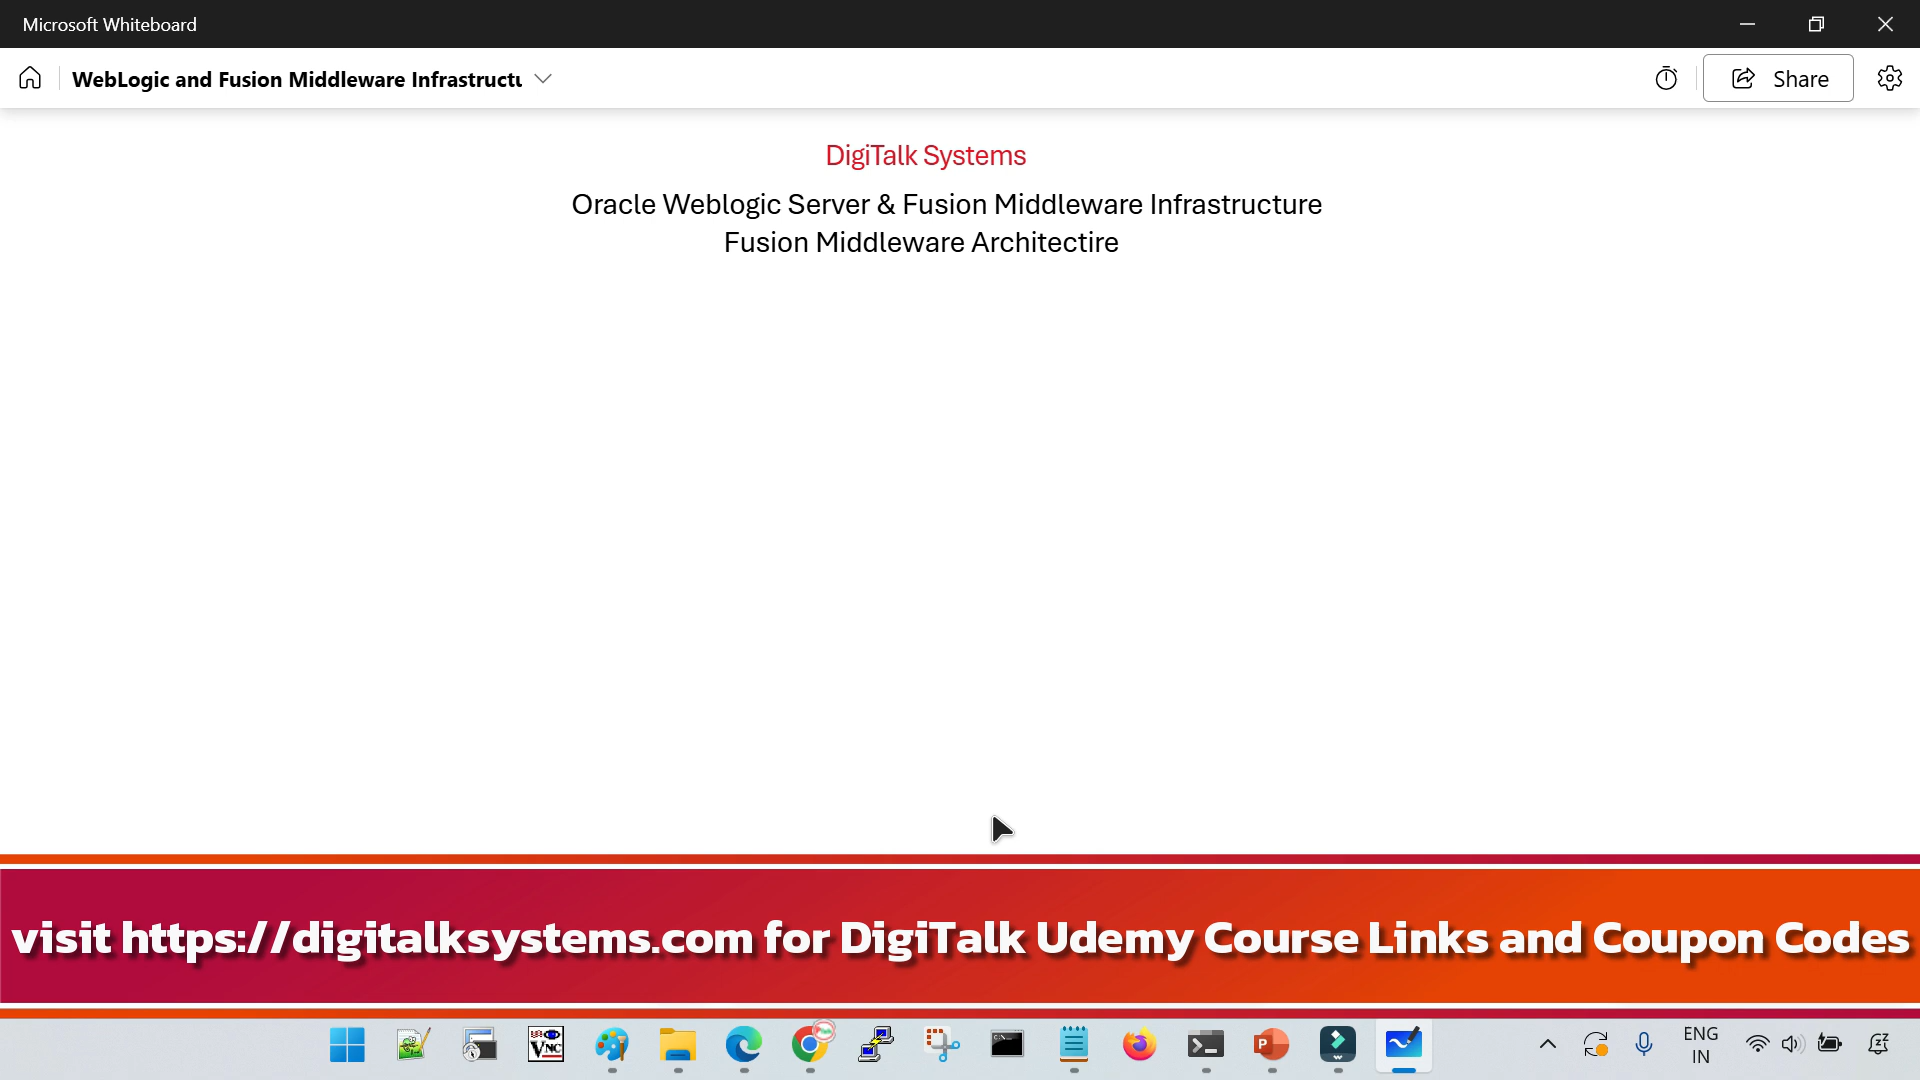 Microsoft Whiteboard
WebLogic and Fusion Middleware Infrastructu
Share
DigiTalk Systems
Oracle Weblogic Server & Fusion Middleware Infrastructure
Fusion Middleware Architectire
visit https://digitalksystems.com for DigiTalk Udemy Course Links and Coupon Codes
VNC
ENG
IN